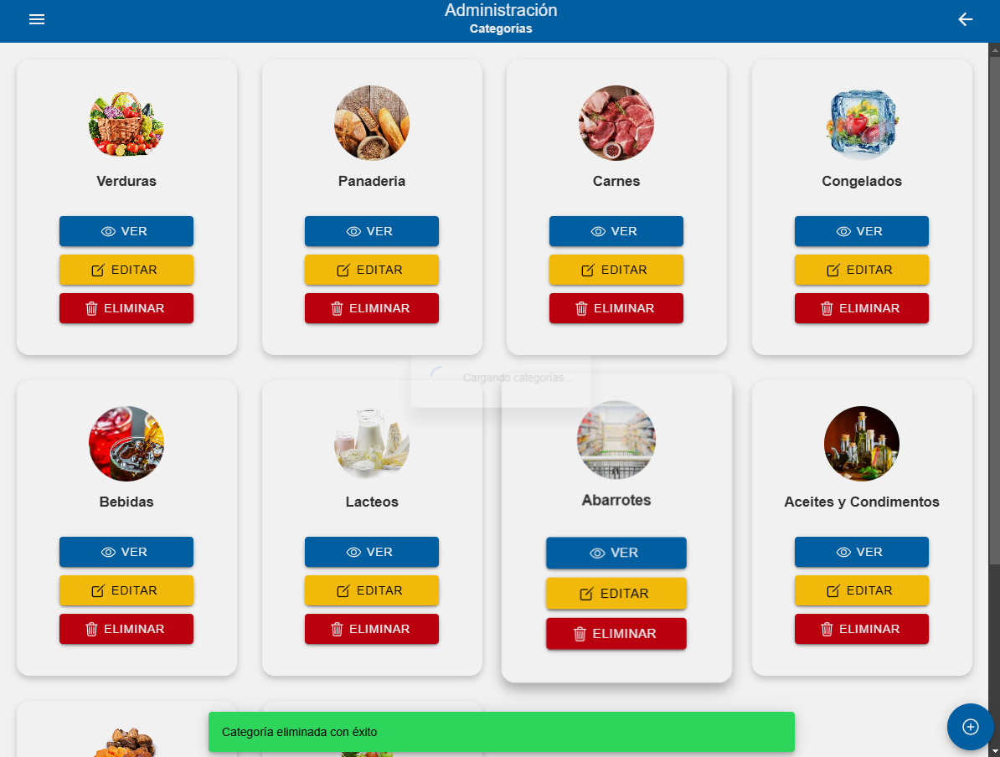 Administración
Categorías
Verduras
VER
EDITAR
ELIMINAR
Panaderia
VER
EDITAR
ELIMINAR
Carnes
VER
EDITAR
ELIMINAR
Congelados
VER
EDITAR
ELIMINAR
Cargando categorías...
Bebidas
VER
EDITAR
ELIMINAR
Lacteos
VER
EDITAR
ELIMINAR
Abarrotes
VER
EDITAR
ELIMINAR
Aceites y Condimentos
VER
EDITAR
ELIMINAR
Categoría eliminada con éxito